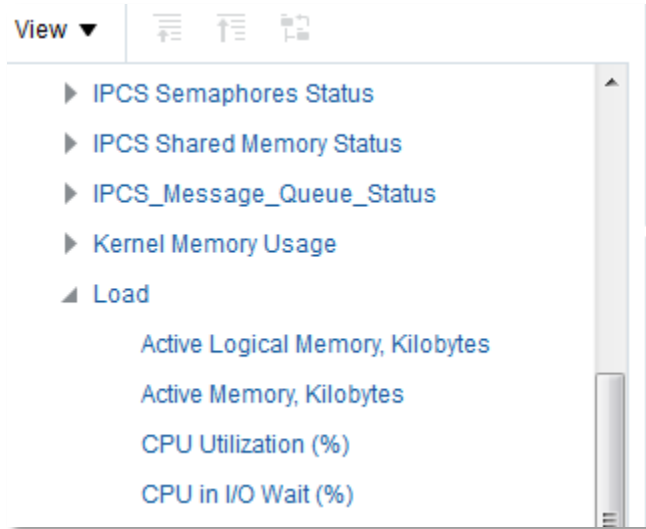 View
IPCS Semaphores Status
IPCS Shared Memory Status
IPCS_Message_Queue_Status
Kernel Memory Usage
Load
Active Logical Memory, Kilobytes
Active Memory, Kilobytes
CPU Utilization (%)
CPU in I/O Wait (%)